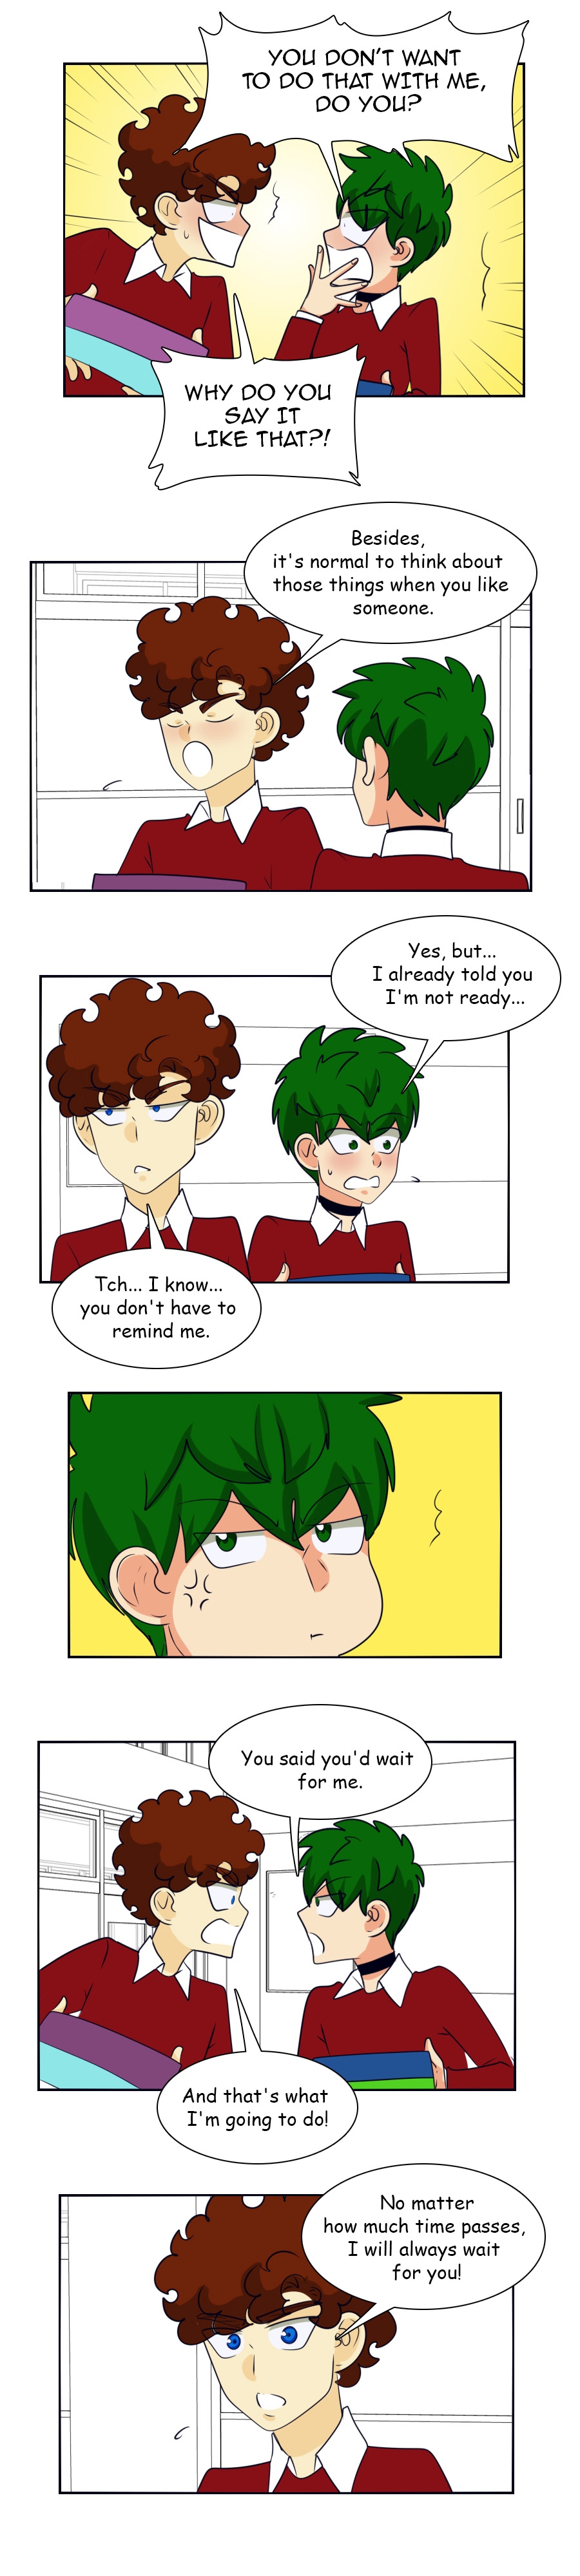 YOU DON'T WANT
TO DO THAT WITH ME,
DO YOU?
WHY DO YOU
SAY IT
LIKE THAT?!
Besides,
it's normal to think about
those things when you like
someone.
Yes, but...
I already told you
I'm not ready...
Tch... I know...
you don't have to
remind me.
You said you'd wait
for me.
And that's what
I'm going to do!
No matter
how much time passes,
I will always wait
for you!